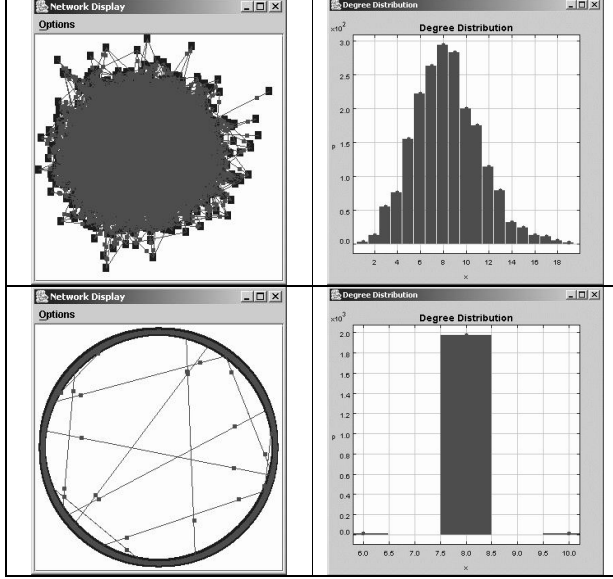 Network Display
Options
Degree Distribution
Degree Distribution
×10²
3.0
2.5
2.0
1.5
1.0
0.5
0.0
p
2 4 6 8 10 12 14 16 18
x
Network Display
Options
Degree Distribution
Degree Distribution
×10³
2.0
1.8
1.6
1.4
1.2
1.0
0.8
0.6
0.4
0.2
0.0
p
6.0 6.5 7.0 7.5 8.0 8.5 9.0 9.5 10.0
x